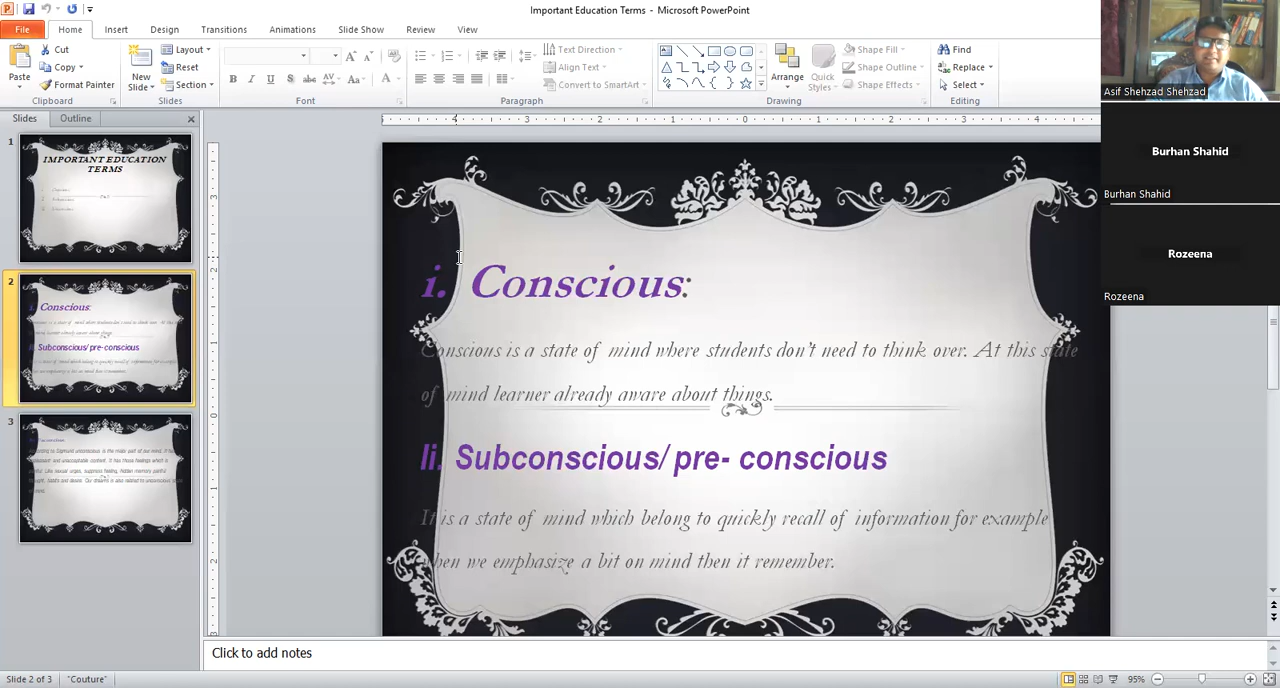 Important Education Terms - Microsoft PowerPoint
File Home Insert Design Transitions Animations Slide Show Review View
Paste
Cut
Copy
Format Painter
Clipboard
New
Slide
Layout
Reset
Section
Slides
B I U S abc AV Aa A
Font
Text Direction
Align Text
Convert to SmartArt
Paragraph
Arrange
Quick
Styles
Shape Fill
Shape Outline
Shape Effects
Drawing
Find
Replace
Select
Editing
Asif Shehzad Shehzad
Burhan Shahid
Burhan Shahid
Rozeena
Rozeena
Slides Outline
1
IMPORTANT EDUCATION
TERMS
2
Conscious:
Subconscious/ pre-conscious
3
i. Conscious:
Conscious is a state of mind where students don't need to think over. At this state
of mind learner already aware about things.
Ii. Subconscious/ pre- conscious
It is a state of mind which belong to quickly recall of information for example
when we emphasize a bit on mind then it remember.
Click to add notes
Slide 2 of 3 "Couture" 95%